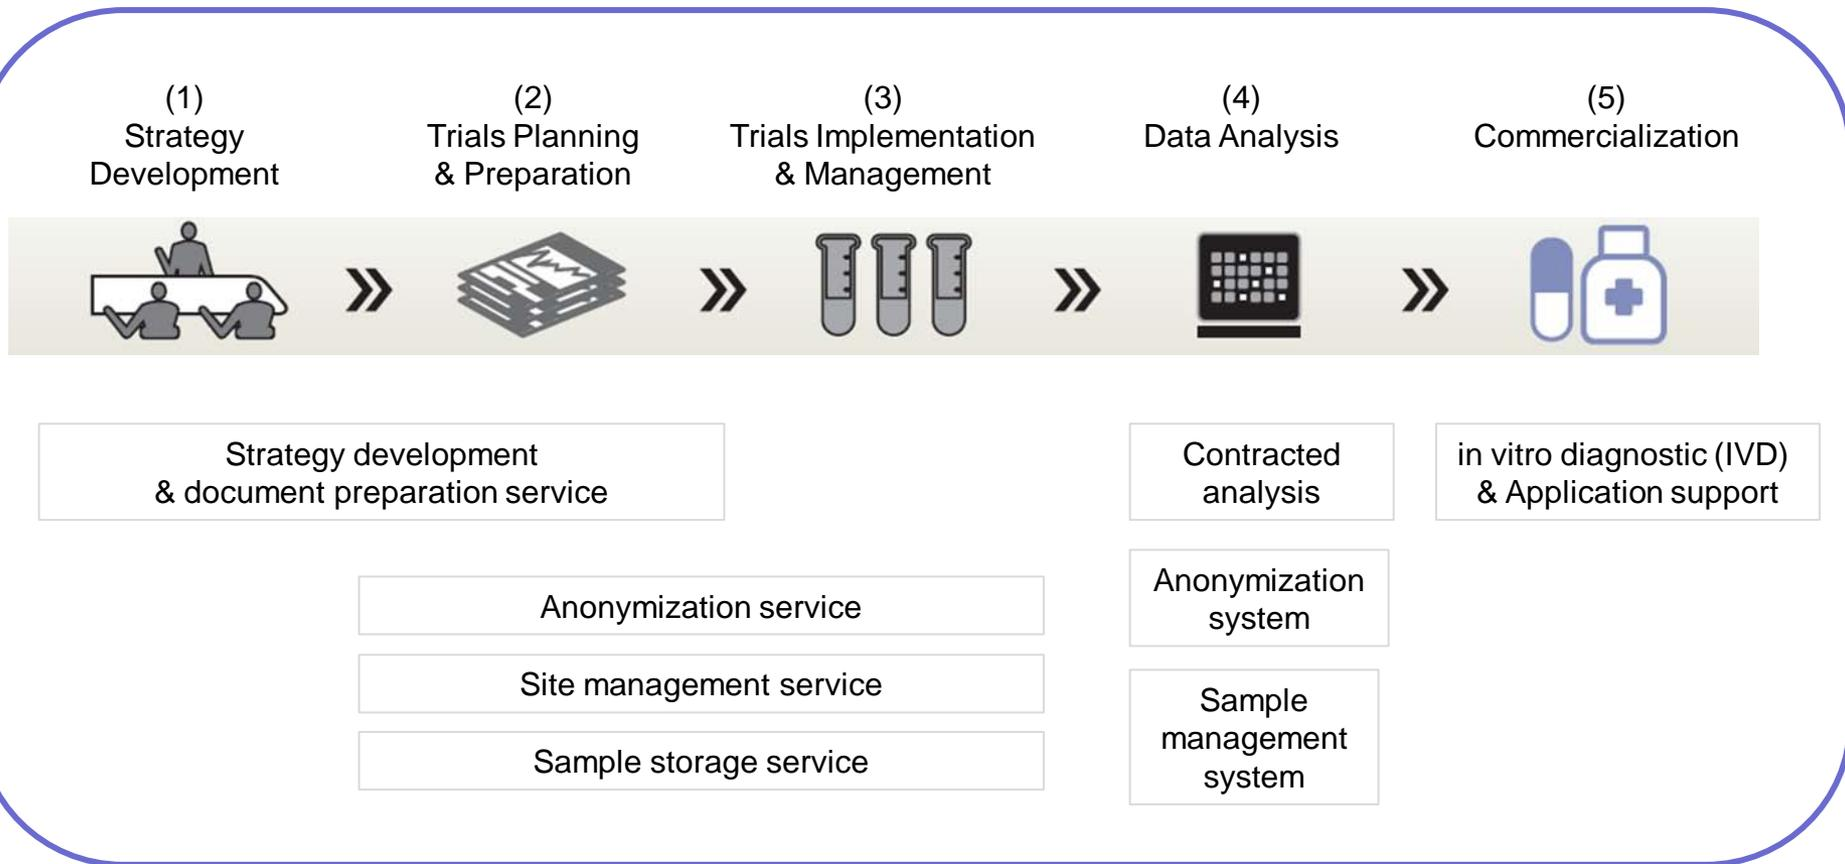 (1)
Strategy
Development
(2)
Trials Planning
& Preparation
(3)
Trials Implementation
& Management
(4)
Data Analysis
(5)
Commercialization
Strategy development
& document preparation service
Contracted
analysis
in vitro diagnostic (IVD)
& Application support
Anonymization service
Anonymization
system
Site management service
Sample storage service
Sample
management
system